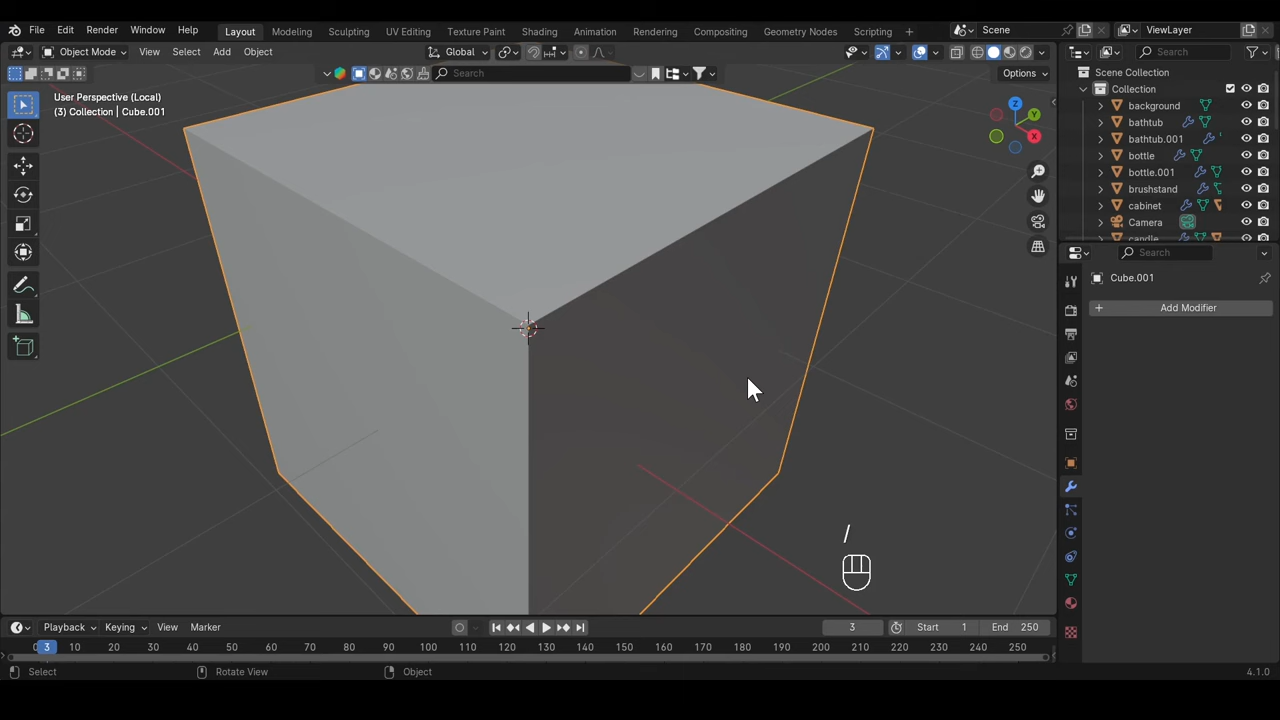 File Edit Render Window Help Layout Modeling Sculpting UV Editing Texture Paint Shading Animation Rendering Compositing Geometry Nodes Scripting + Scene ViewLayer
Object Mode View Select Add Object Global Search
Search Options
User Perspective (Local)
(3) Collection | Cube.001
Z
Y
X
Scene Collection
Collection
background
bathtub
bathtub.001
bottle
bottle.001
brushstand
cabinet
Camera
candle
Search
Cube.001
+ Add Modifier
/
Playback Keying View Marker 3 Start 1 End 250
0 3 10 20 30 40 50 60 70 80 90 100 110 120 130 140 150 160 170 180 190 200 210 220 230 240 250
Select Rotate View Object 4.1.0